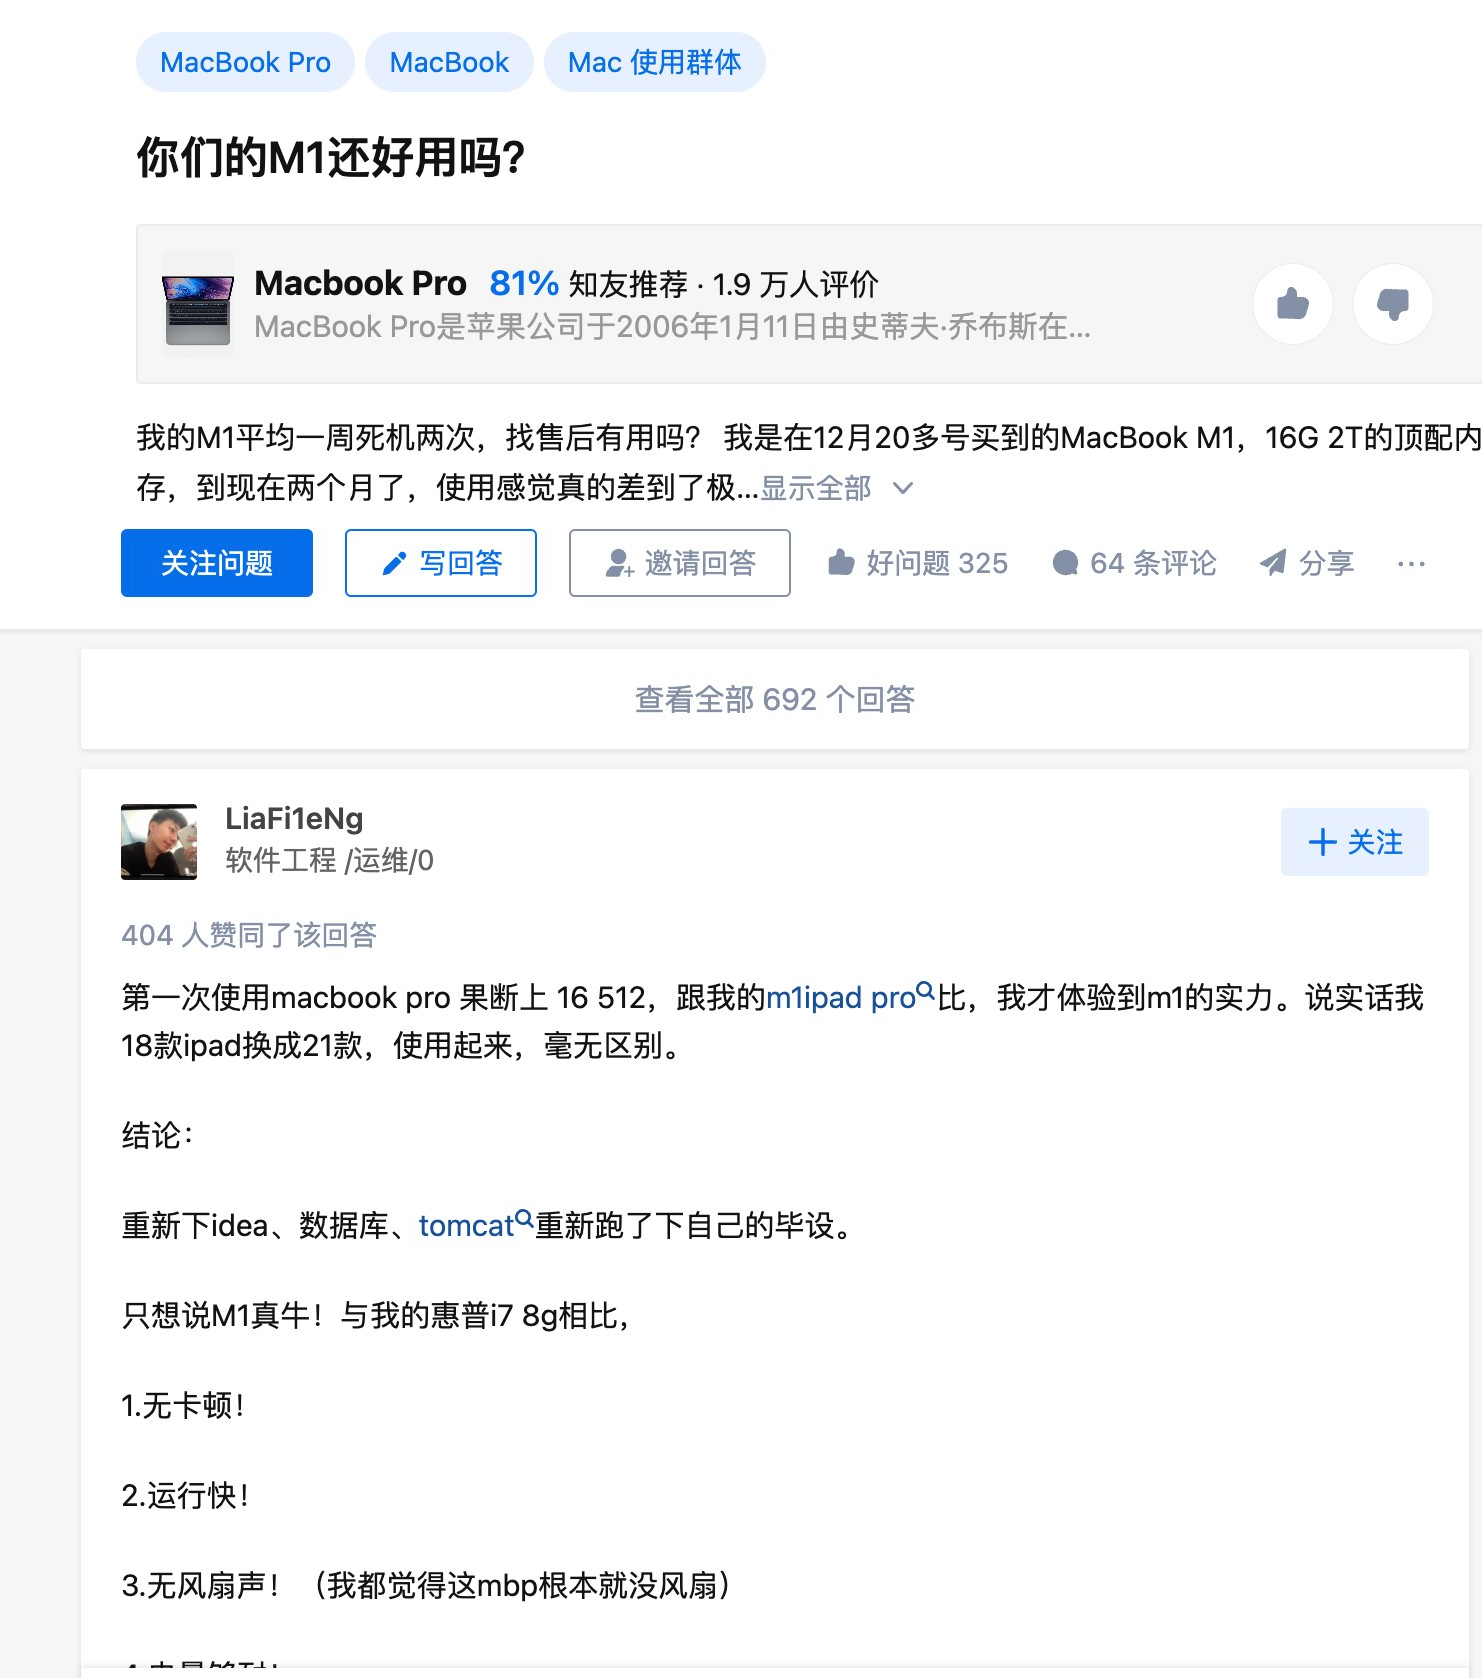 MacBook Pro MacBook Mac 使用群体
你们的M1还好用吗？
Macbook Pro 81% 知友推荐 · 1.9 万人评价
MacBook Pro是苹果公司于2006年1月11日由史蒂夫·乔布斯在...
我的M1平均一周死机两次，找售后有用吗？ 我是在12月20多号买到的MacBook M1，16G 2T的顶配内
存，到现在两个月了，使用感觉真的差到了极...显示全部
关注问题 写回答 邀请回答 好问题 325 64 条评论 分享 ...
查看全部 692 个回答
LiaFi1eNg
软件工程 /运维/0
关注
404 人赞同了该回答
第一次使用macbook pro 果断上 16 512，跟我的m1ipad pro比，我才体验到m1的实力。说实话我
18款ipad换成21款，使用起来，毫无区别。
结论：
重新下idea、数据库、tomcat重新跑了下自己的毕设。
只想说M1真牛！与我的惠普i7 8g相比，
1.无卡顿！
2.运行快！
3.无风扇声！（我都觉得这mbp根本就没风扇）